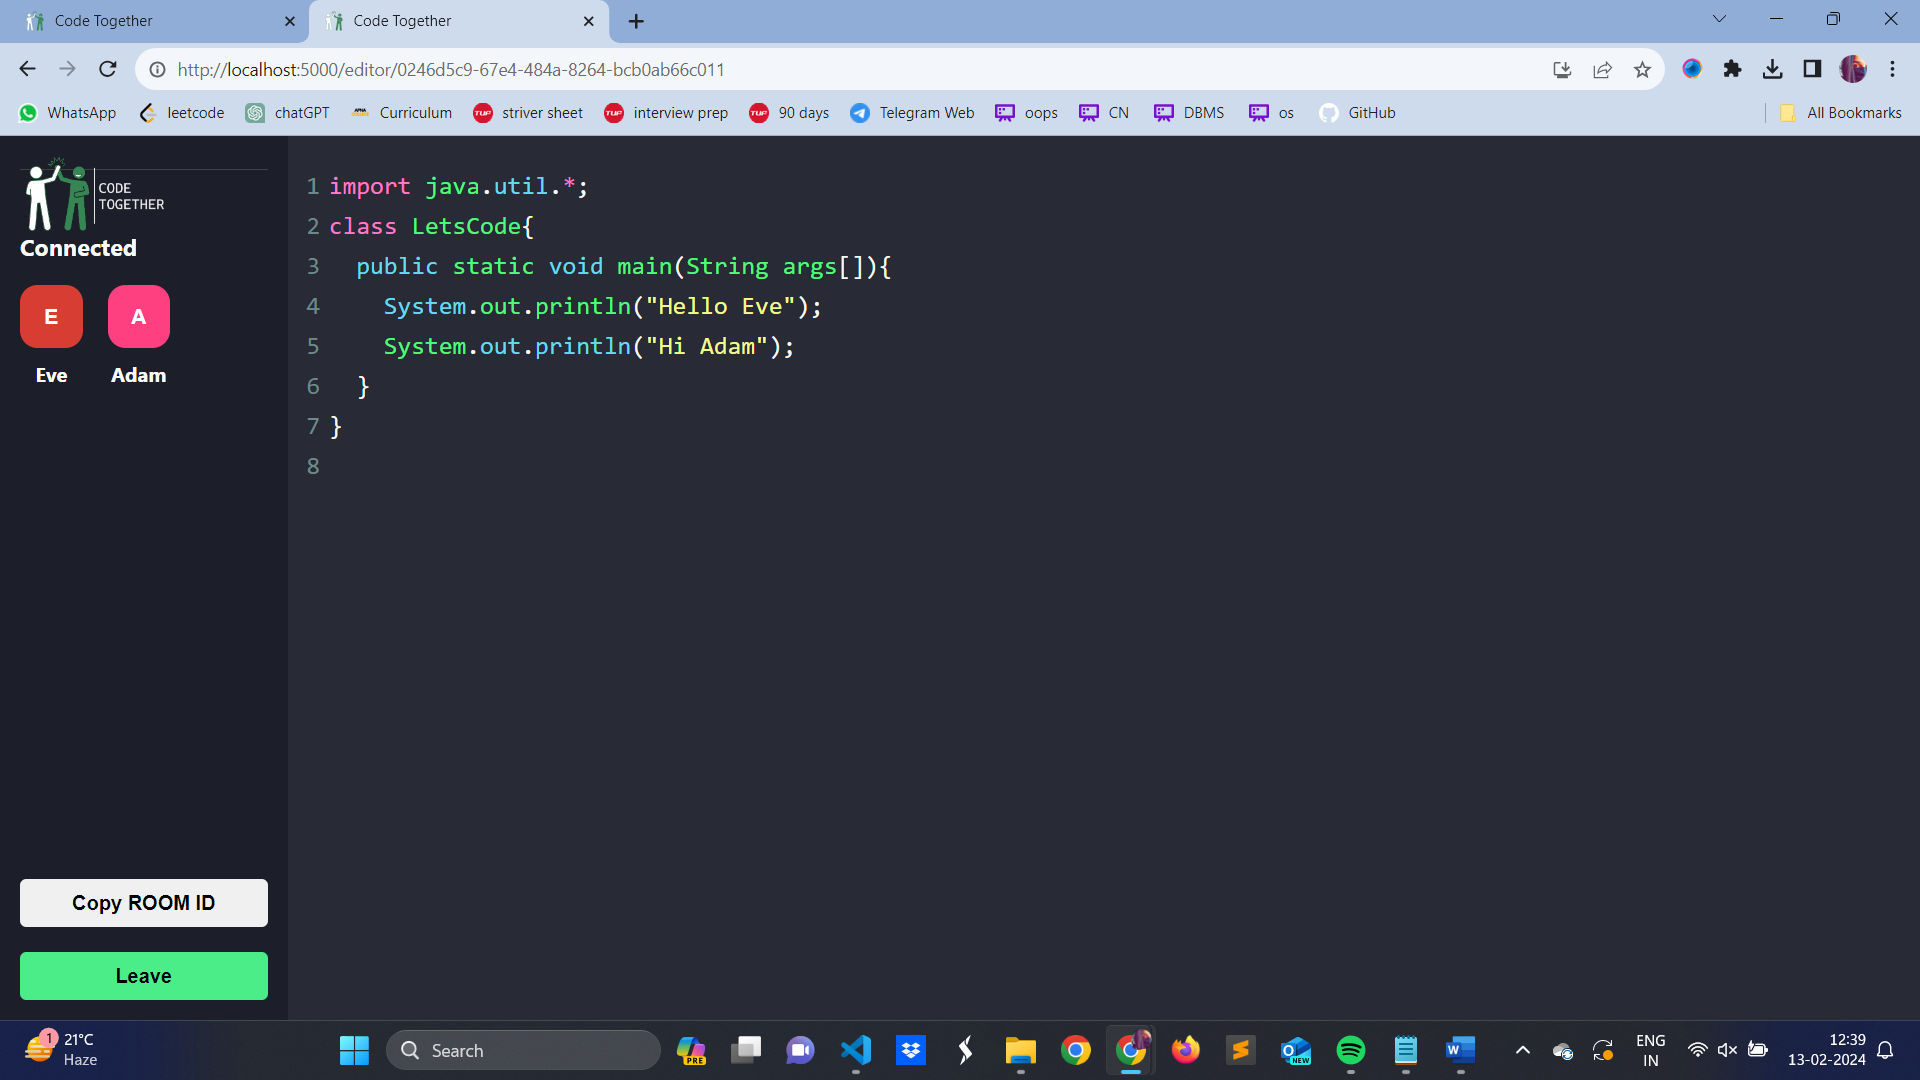 Code Together
Code Together
http://localhost:5000/editor/0246d5c9-67e4-484a-8264-bcb0ab66c011
WhatsApp leetcode chatGPT Curriculum striver sheet interview prep 90 days Telegram Web oops CN DBMS os GitHub All Bookmarks
CODE
TOGETHER
Connected
E A
Eve Adam
1 import java.util.*;
2 class LetsCode{
3 public static void main(String args[]){
4 System.out.println("Hello Eve");
5 System.out.println("Hi Adam");
6 }
7 }
8
Copy ROOM ID
Leave
1
21°C
Haze
Search
PRE
NEW
ENG
IN
12:39
13-02-2024